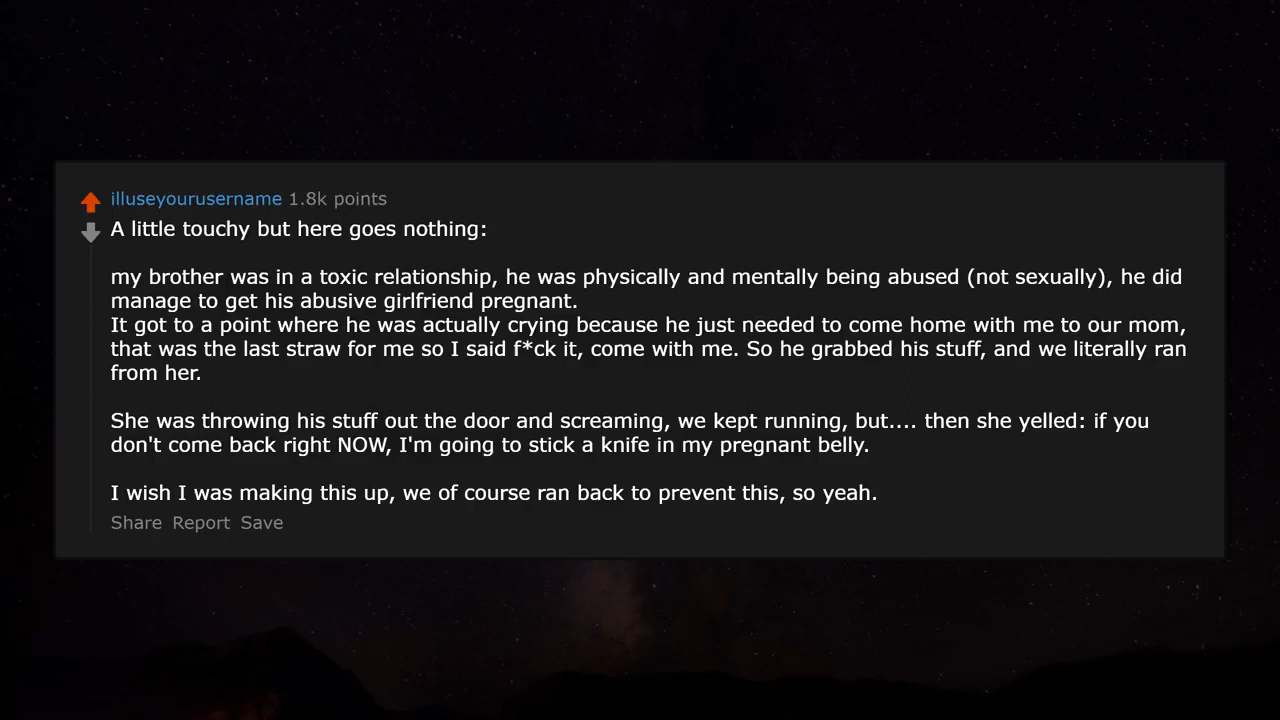 illuseyourusername 1.8k points
A little touchy but here goes nothing:
my brother was in a toxic relationship, he was physically and mentally being abused (not sexually), he did
manage to get his abusive girlfriend pregnant.
It got to a point where he was actually crying because he just needed to come home with me to our mom,
that was the last straw for me so I said f*ck it, come with me. So he grabbed his stuff, and we literally ran
from her.
She was throwing his stuff out the door and screaming, we kept running, but.... then she yelled: if you
don't come back right NOW, I'm going to stick a knife in my pregnant belly.
I wish I was making this up, we of course ran back to prevent this, so yeah.
Share Report Save